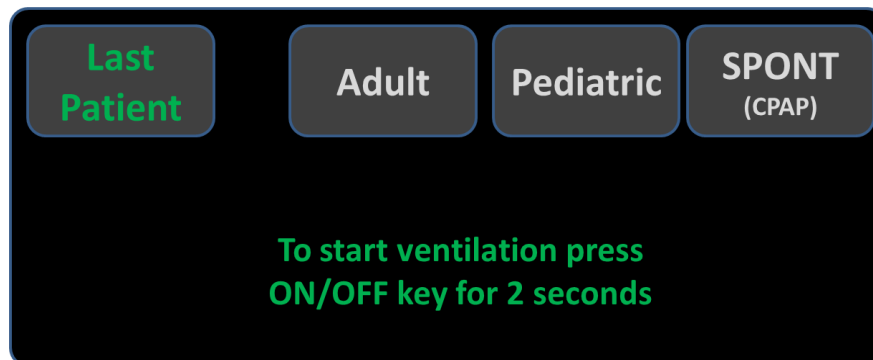 Last
Patient
Adult
Pediatric
SPONT
(CPAP)
To start ventilation press
ON/OFF key for 2 seconds